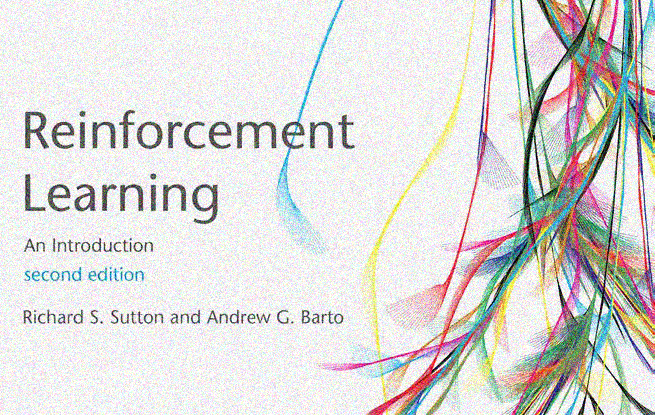 Reinforcement
Learning
An Introduction
second edition
Richard S. Sutton and Andrew G. Barto